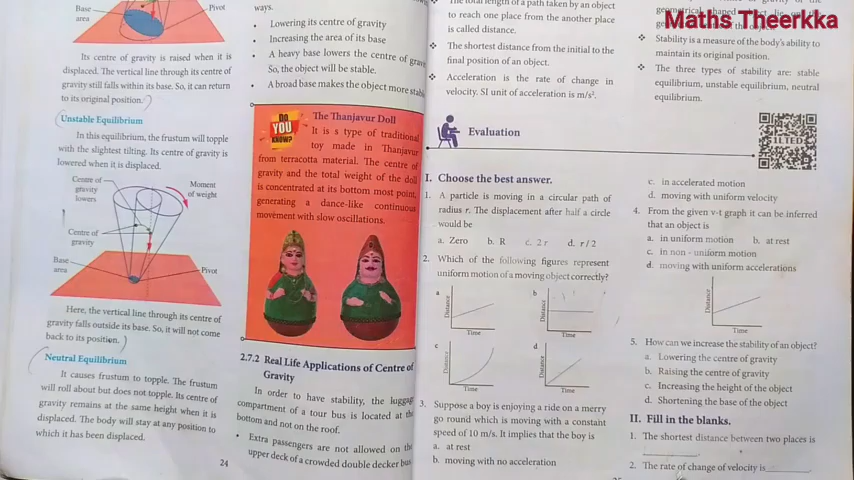 Maths Theerkka
Base
area
Pivot
Its centre of gravity is raised when it is
displaced. The vertical line through its centre of
gravity still falls within its base. So, it can return
to its original position.
Unstable Equilibrium
In this equilibrium, the frustum will topple
with the slightest tilting. Its centre of gravity is
lowered when it is displaced.
Centre of
gravity
lowers
Moment
of weight
Centre of
gravity
Base
area
Pivot
Here, the vertical line through its centre of
gravity falls outside its base. So, it will not come
back to its position.
Neutral Equilibrium
It causes frustum to topple. The frustum
will roll about but does not topple. Its centre of
gravity remains at the same height when it is
displaced. The body will stay at any position to
which it has been displaced.
24
ways.
• Lowering its centre of gravity
• Increasing the area of its base
• A heavy base lowers the centre of
So, the object will be stable.
• A broad base makes the object more
DO
YOU
KNOW?
The Thanjavur Doll
It is s type of traditional
toy made in Thanjavur
from terracotta material. The centre of
gravity and the total weight of the doll
is concentrated at its bottom most point,
generating a dance-like continuous
movement with slow oscillations.
2.7.2 Real Life Applications of Centre of
Gravity
In order to have stability, the luggage
compartment of a tour bus is located at the
bottom and not on the roof.
• Extra passengers are not allowed on the
upper deck of a crowded double decker bus.
The total length of a path taken by an object
to reach one place from the another place
is called distance.
❖ The shortest distance from the initial to the
final position of an object.
❖ Acceleration is the rate of change in
velocity. SI unit of acceleration is m/s².
❖ Stability is a measure of the body's ability to
maintain its original position.
❖ The three types of stability are: stable
equilibrium, unstable equilibrium, neutral
equilibrium.
Evaluation
I. Choose the best answer.
1. A particle is moving in a circular path of
radius r. The displacement after half a circle
would be
a. Zero b. R c. 2 r d. r / 2
2. Which of the following figures represent
uniform motion of a moving object correctly?
a
Distance
Time
b
Distance
Time
c
Distance
Time
d
Distance
Time
3. Suppose a boy is enjoying a ride on a merry
go round which is moving with a constant
speed of 10 m/s. It implies that the boy is
a. at rest
b. moving with no acceleration
c. in accelerated motion
d. moving with uniform velocity
4. From the given v-t graph it can be inferred
that an object is
a. in uniform motion b. at rest
c. in non - uniform motion
d. moving with uniform accelerations
Distance
Time
5. How can we increase the stability of an object?
a. Lowering the centre of gravity
b. Raising the centre of gravity
c. Increasing the height of the object
d. Shortening the base of the object
II. Fill in the blanks.
1. The shortest distance between two places is
____________.
2. The rate of change of velocity is_________.